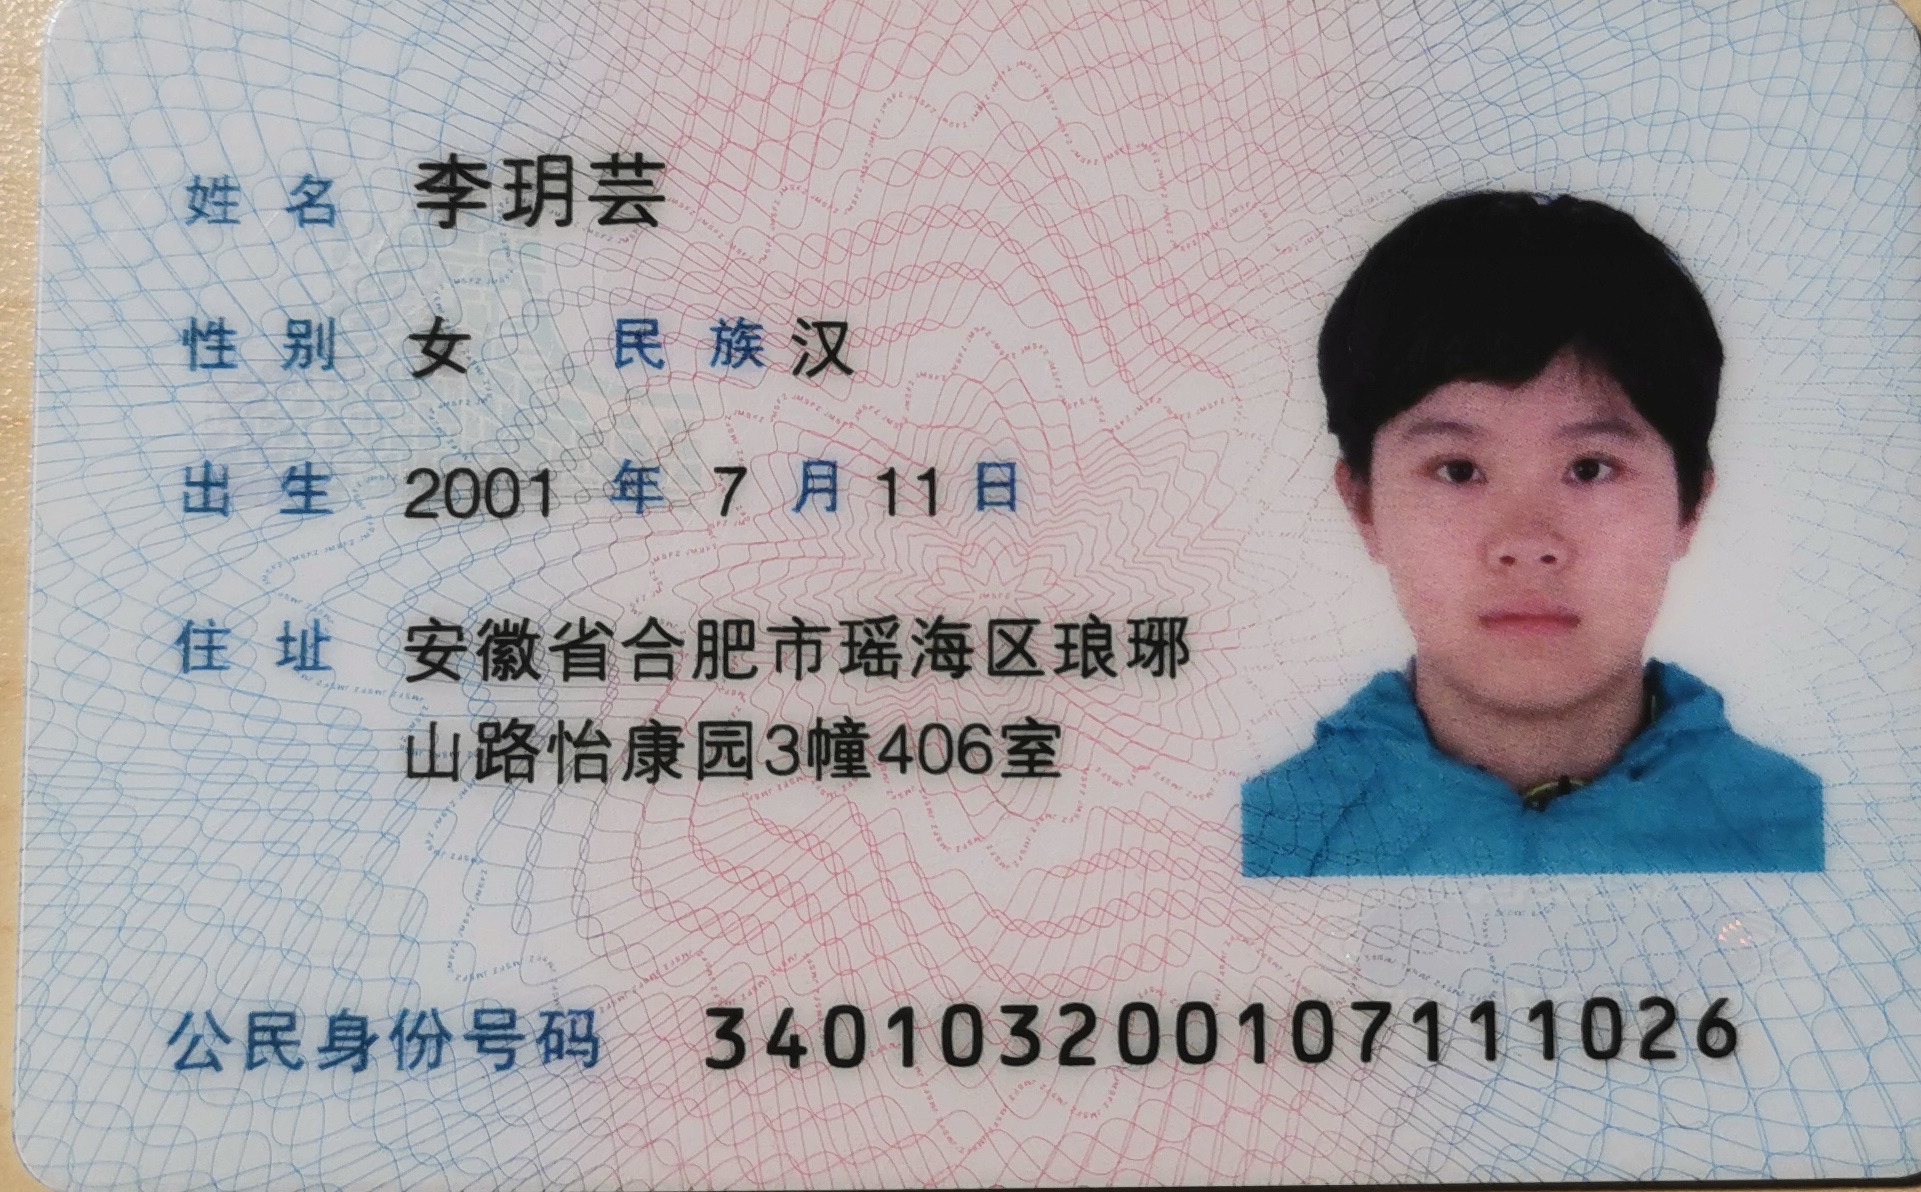 姓名 李玥芸
性别 女 民族 汉
出生 2001 年 7 月 11 日
住址 安徽省合肥市瑶海区琅琊
山路怡康园3幢406室
公民身份号码 340103200107111026